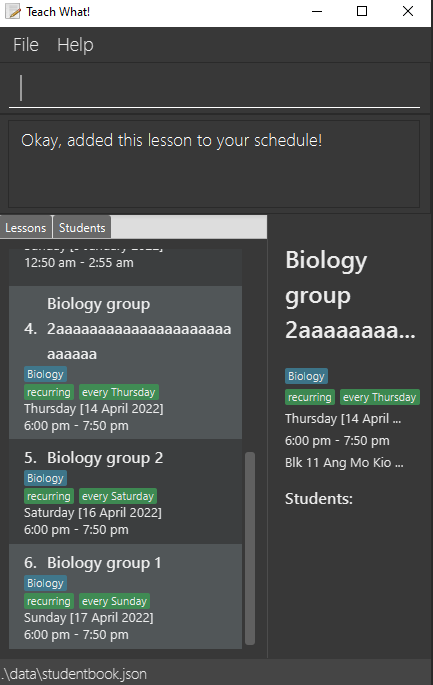 Teach What!
File Help
Okay, added this lesson to your schedule!
Lessons Students
12:50 am - 2:55 am
4. Biology group
2aaaaaaaaaaaaaaaaaaaaa
aaaaaa
Biology
recurring every Thursday
Thursday [14 April 2022]
6:00 pm - 7:50 pm
5. Biology group 2
Biology
recurring every Saturday
Saturday [16 April 2022]
6:00 pm - 7:50 pm
6. Biology group 1
Biology
recurring every Sunday
Sunday [17 April 2022]
6:00 pm - 7:50 pm
Biology
group
2aaaaaaaa...
Biology
recurring every Thursday
Thursday [14 April ...
6:00 pm - 7:50 pm
Blk 11 Ang Mo Kio ...
Students:
.\data\studentbook.json